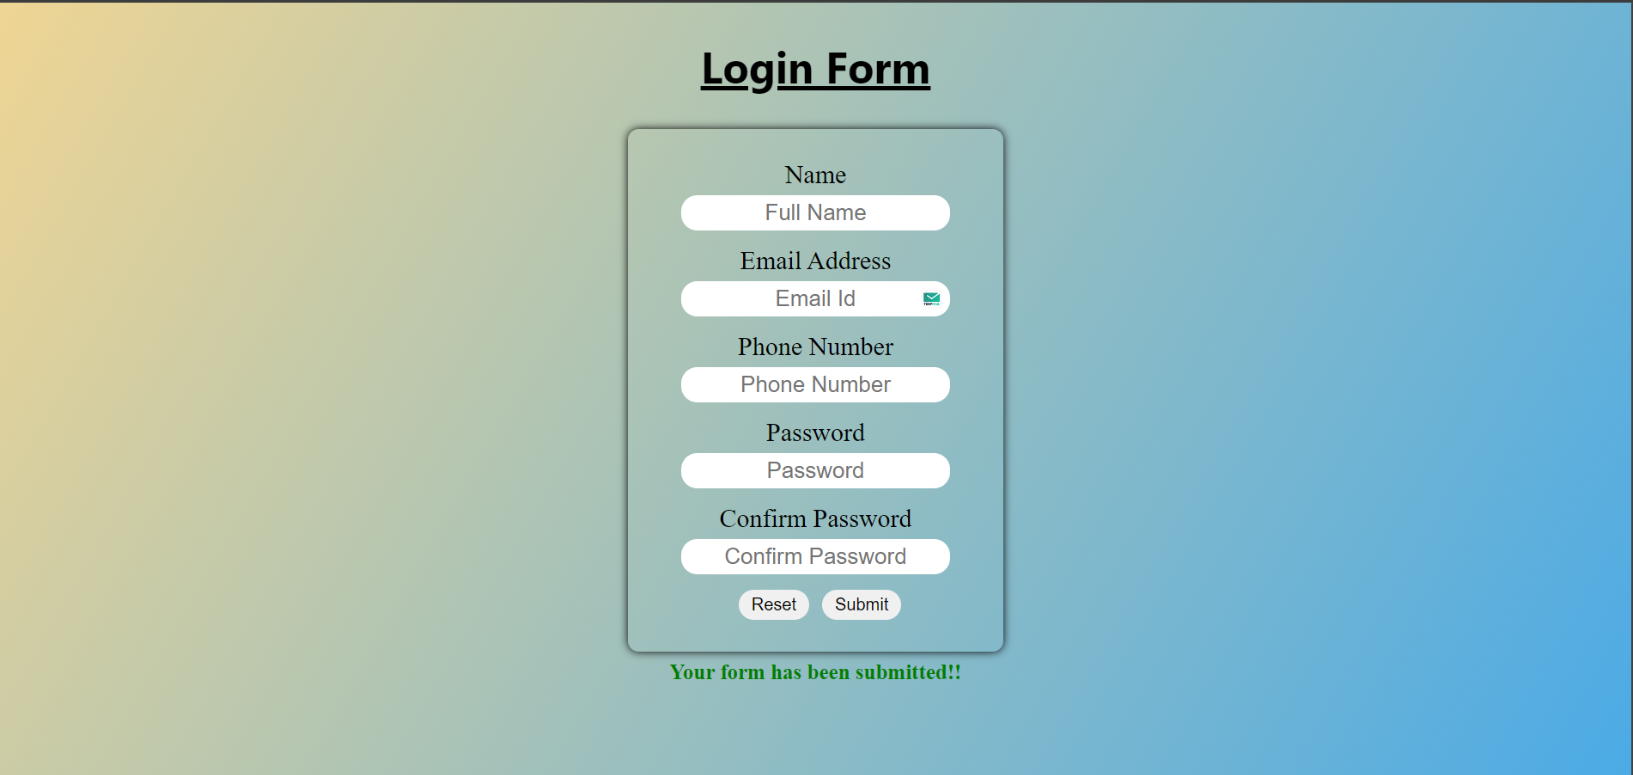 Login Form
Name
Full Name
Email Address
Email Id
Phone Number
Phone Number
Password
Password
Confirm Password
Confirm Password
Reset Submit
Your form has been submitted!!